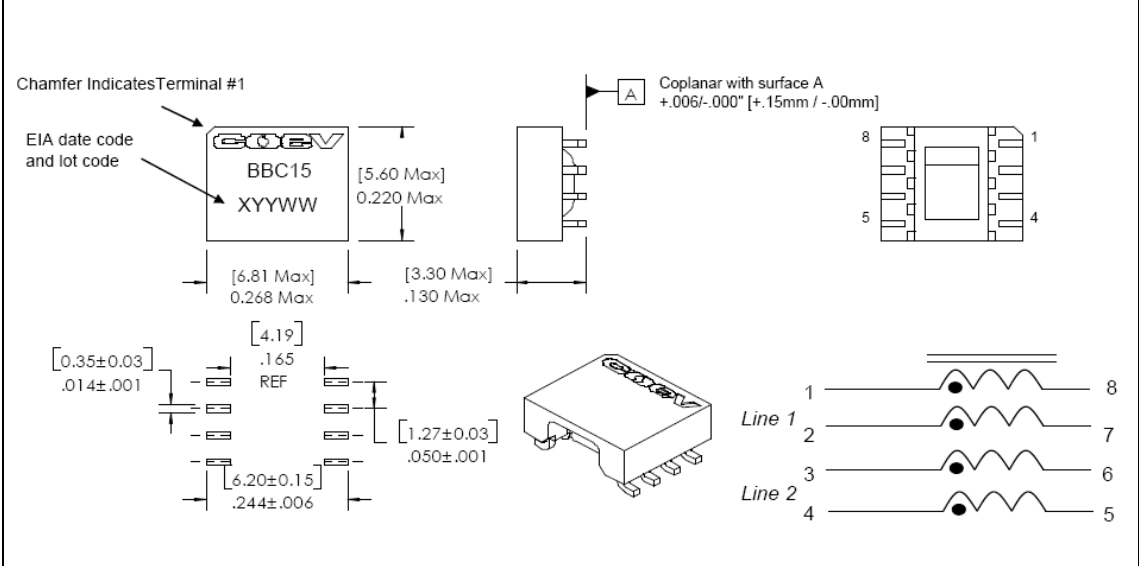 Chamfer IndicatesTerminal #1
EIA date code
and lot code
COEV
BBC15
XYYWW
[5.60 Max]
0.220 Max
[6.81 Max]
0.268 Max
A
Coplanar with surface A
+.006/-.000" [+.15mm / -.00mm]
[3.30 Max]
.130 Max
8
1
5
4
[4.19]
.165
REF
[0.35±0.03]
.014±.001
[1.27±0.03]
.050±.001
[6.20±0.15]
.244±.006
COEV
1
8
Line 1
2
7
3
6
Line 2
4
5